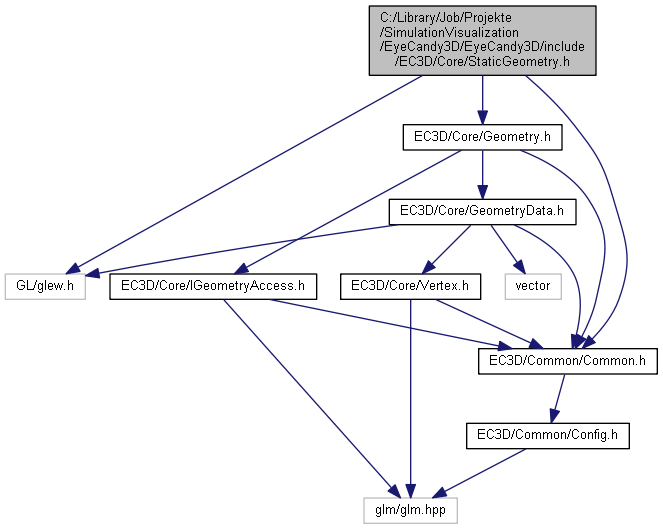 C:/Library/Job/Projekte
/SimulationVisualization
/EyeCandy3D/EyeCandy3D/include
/EC3D/Core/StaticGeometry.h
EC3D/Core/Geometry.h
EC3D/Core/GeometryData.h
GL/glew.h
EC3D/Core/IGeometryAccess.h
EC3D/Core/Vertex.h
vector
EC3D/Common/Common.h
EC3D/Common/Config.h
glm/glm.hpp